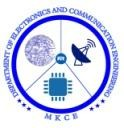 DEPARTMENT OF ELECTRONICS AND COMMUNICATION ENGINEERING
MKCE